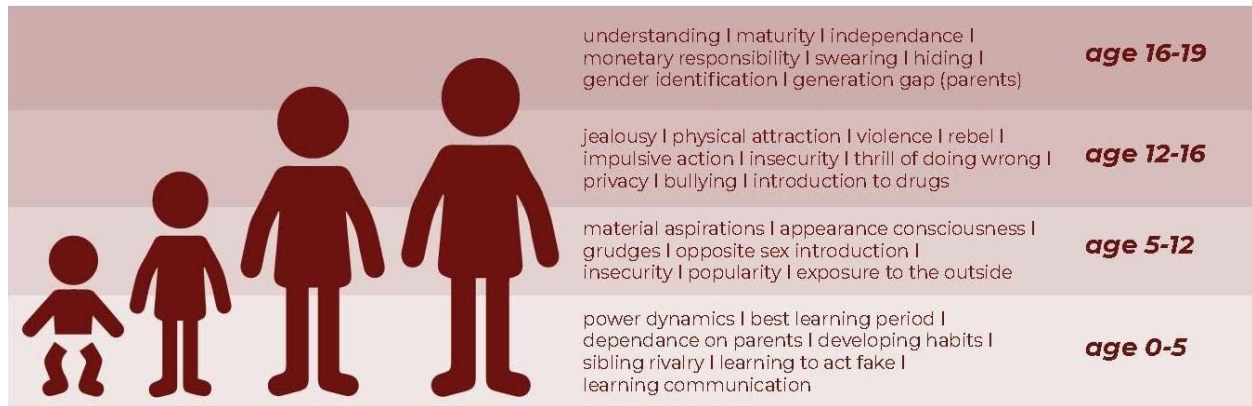 understanding I maturity I independance I
monetary responsibility I swearing I hiding I
gender identification I generation gap (parents)
age 16-19
jealousy I physical attraction I violence I rebel I
impulsive action I insecurity I thrill of doing wrong I
privacy I bullying I introduction to drugs
age 12-16
material aspirations I appearance consciousness I
grudges I opposite sex introduction I
insecurity I popularity I exposure to the outside
age 5-12
power dynamics I best learning period I
dependance on parents I developing habits I
sibling rivalry I learning to act fake I
learning communication
age 0-5